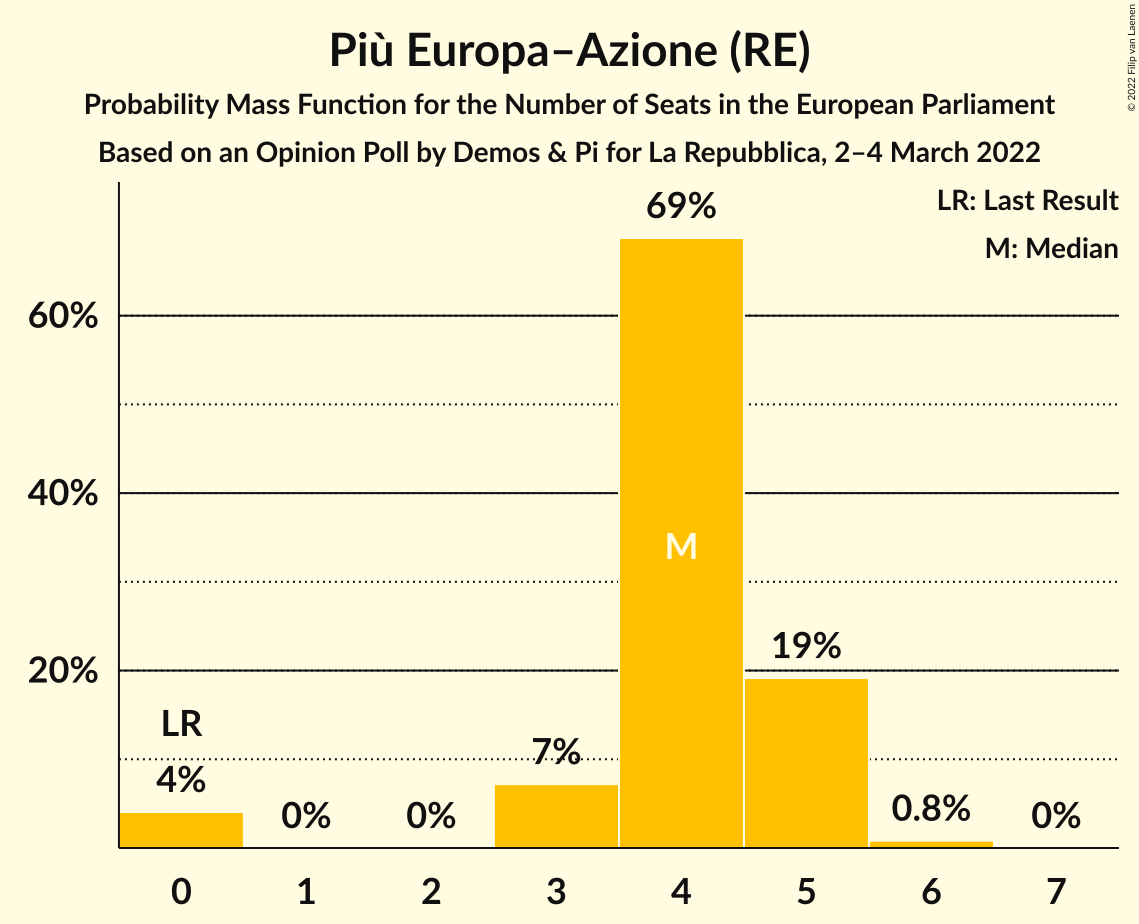 Più Europa–Azione (RE)
Probability Mass Function for the Number of Seats in the European Parliament
Based on an Opinion Poll by Demos & Pi for La Repubblica, 2–4 March 2022
© 2022 Filip van Laenen
LR: Last Result
M: Median
60%
40%
20%
LR
4%
0%
0%
7%
69%
M
19%
0.8%
0%
0
1
2
3
4
5
6
7